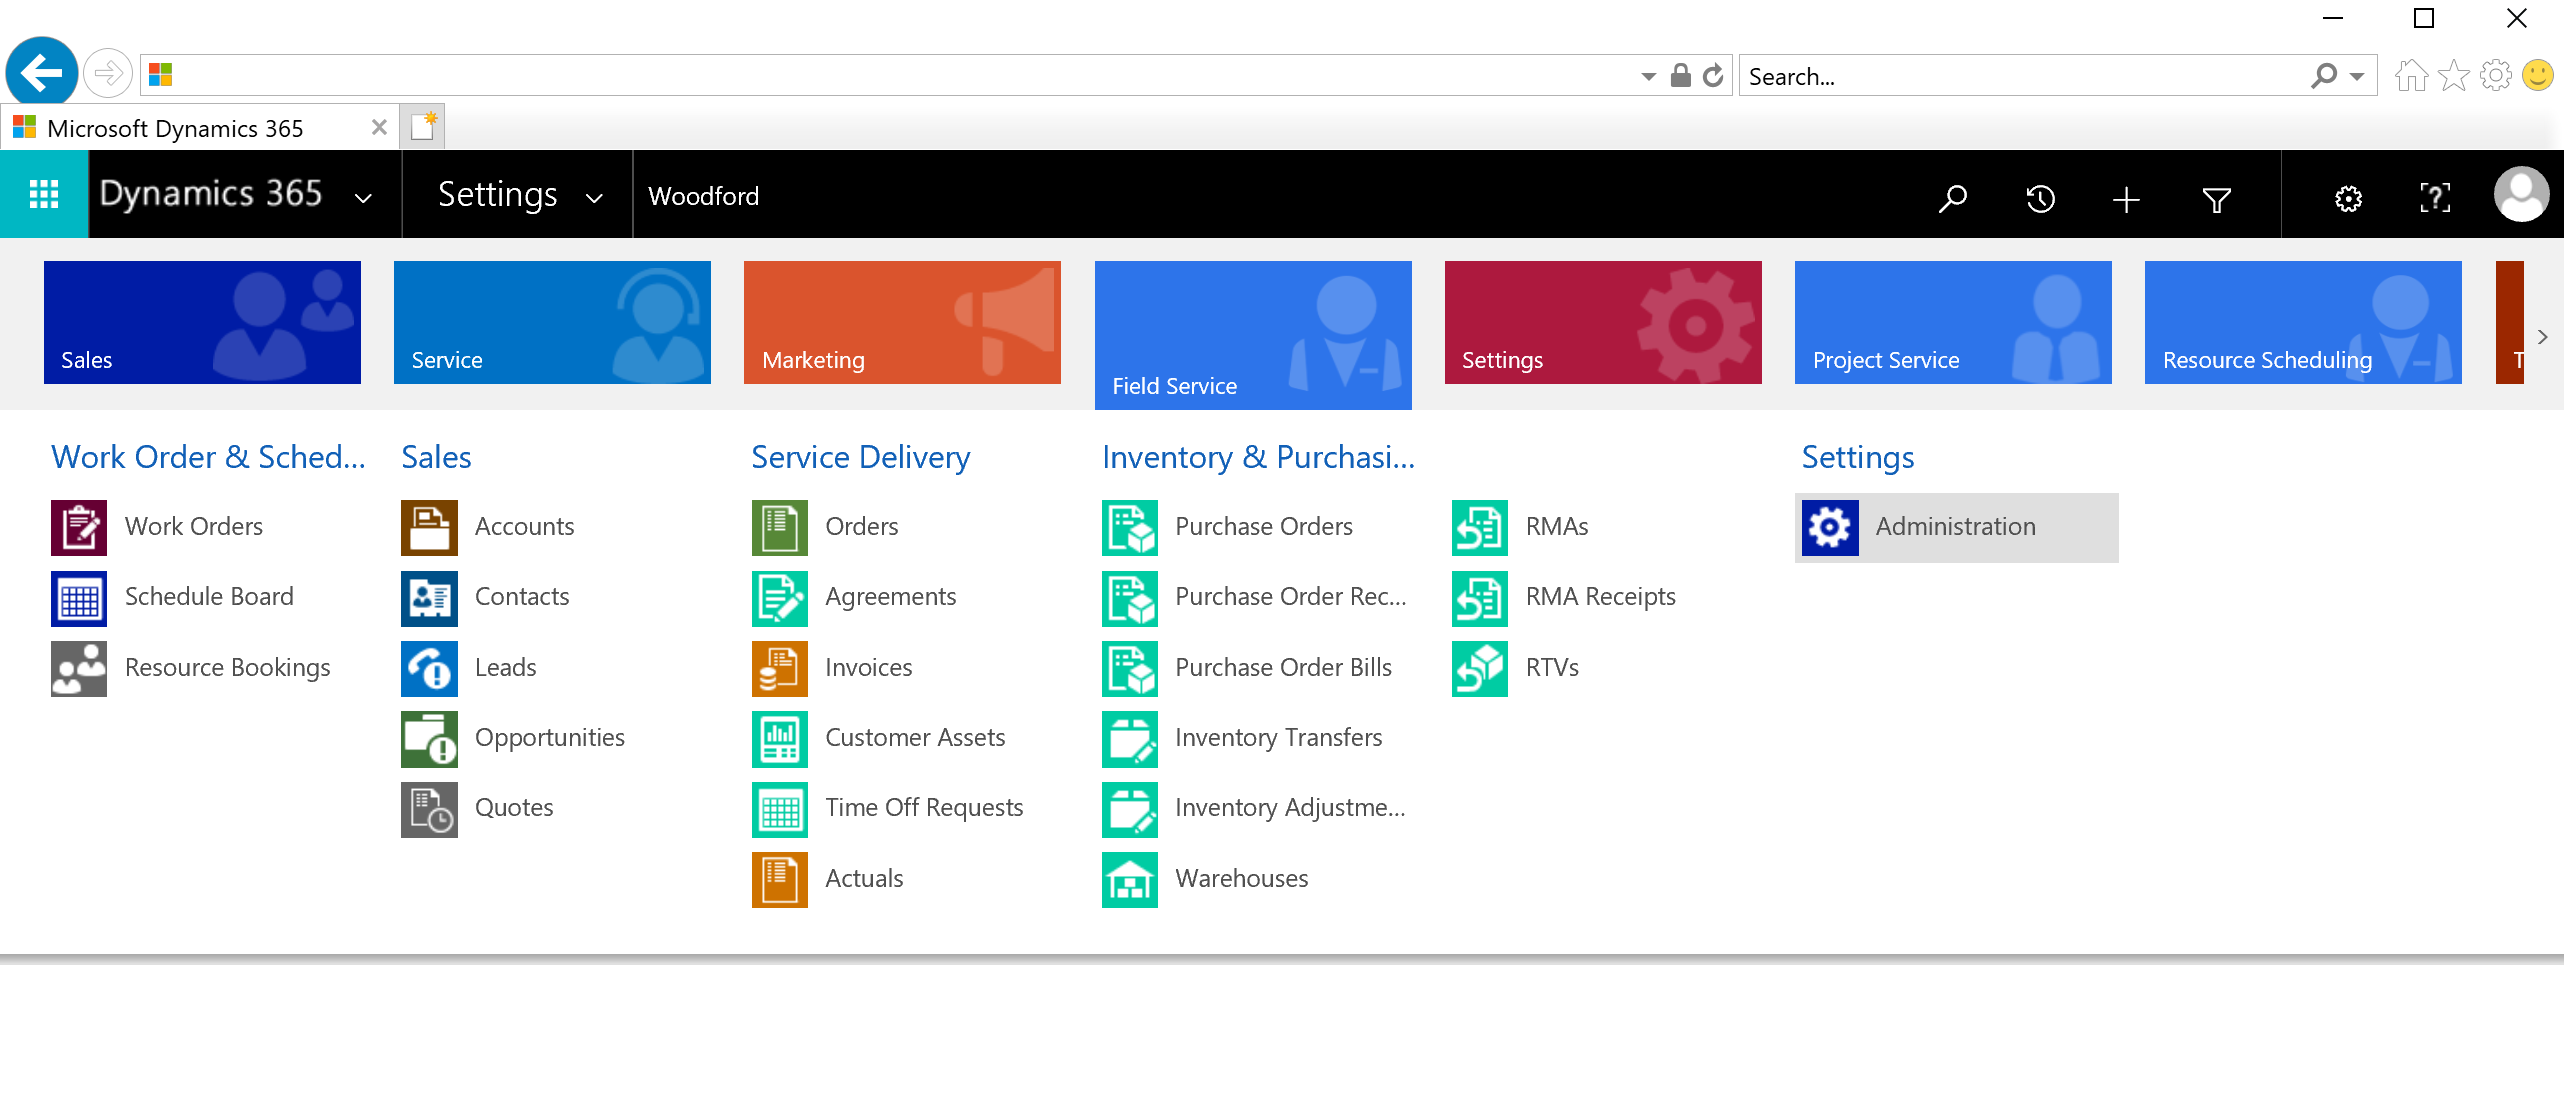 Search...
Microsoft Dynamics 365
Dynamics 365
Settings
Woodford
Sales
Service
Marketing
Field Service
Settings
Project Service
Resource Scheduling
T
Work Order & Sched...
Work Orders
Schedule Board
Resource Bookings
Sales
Accounts
Contacts
Leads
Opportunities
Quotes
Service Delivery
Orders
Agreements
Invoices
Customer Assets
Time Off Requests
Actuals
Inventory & Purchasi...
Purchase Orders
Purchase Order Rec...
Purchase Order Bills
Inventory Transfers
Inventory Adjustme...
Warehouses
RMAs
RMA Receipts
RTVs
Settings
Administration